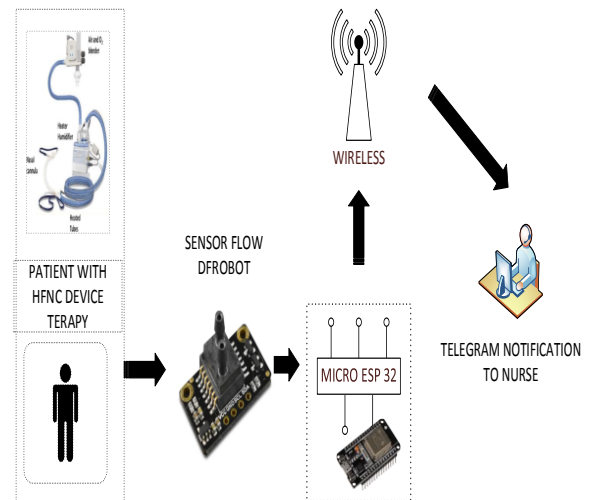 Air and O₂
blender
Heater
Humidifier
Nasal
cannula
Heated
Tubes
PATIENT WITH
HFNC DEVICE
TERAPY
SENSOR FLOW
DFROBOT
MICRO ESP 32
WIRELESS
TELEGRAM NOTIFICATION
TO NURSE